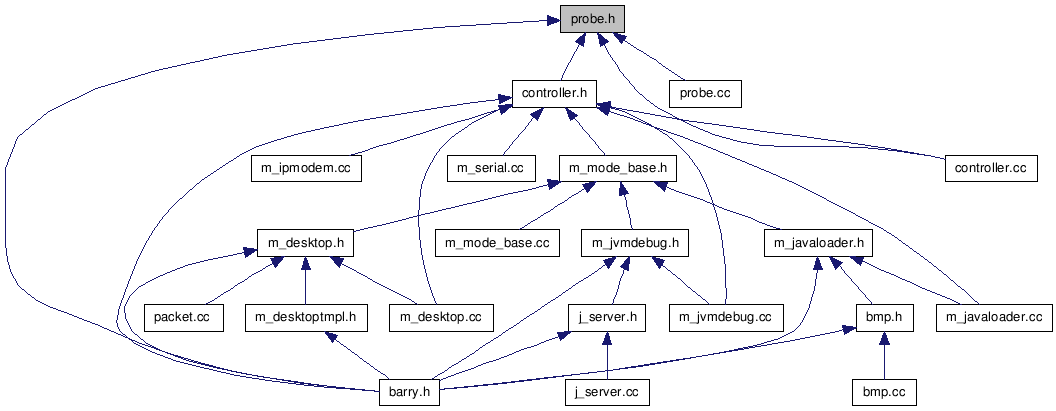 probe.h
controller.h
probe.cc
m_ipmodem.cc
m_serial.cc
m_mode_base.h
controller.cc
m_desktop.h
m_mode_base.cc
m_jvmdebug.h
m_javaloader.h
packet.cc
m_desktoptmpl.h
m_desktop.cc
j_server.h
m_jvmdebug.cc
bmp.h
m_javaloader.cc
barry.h
j_server.cc
bmp.cc